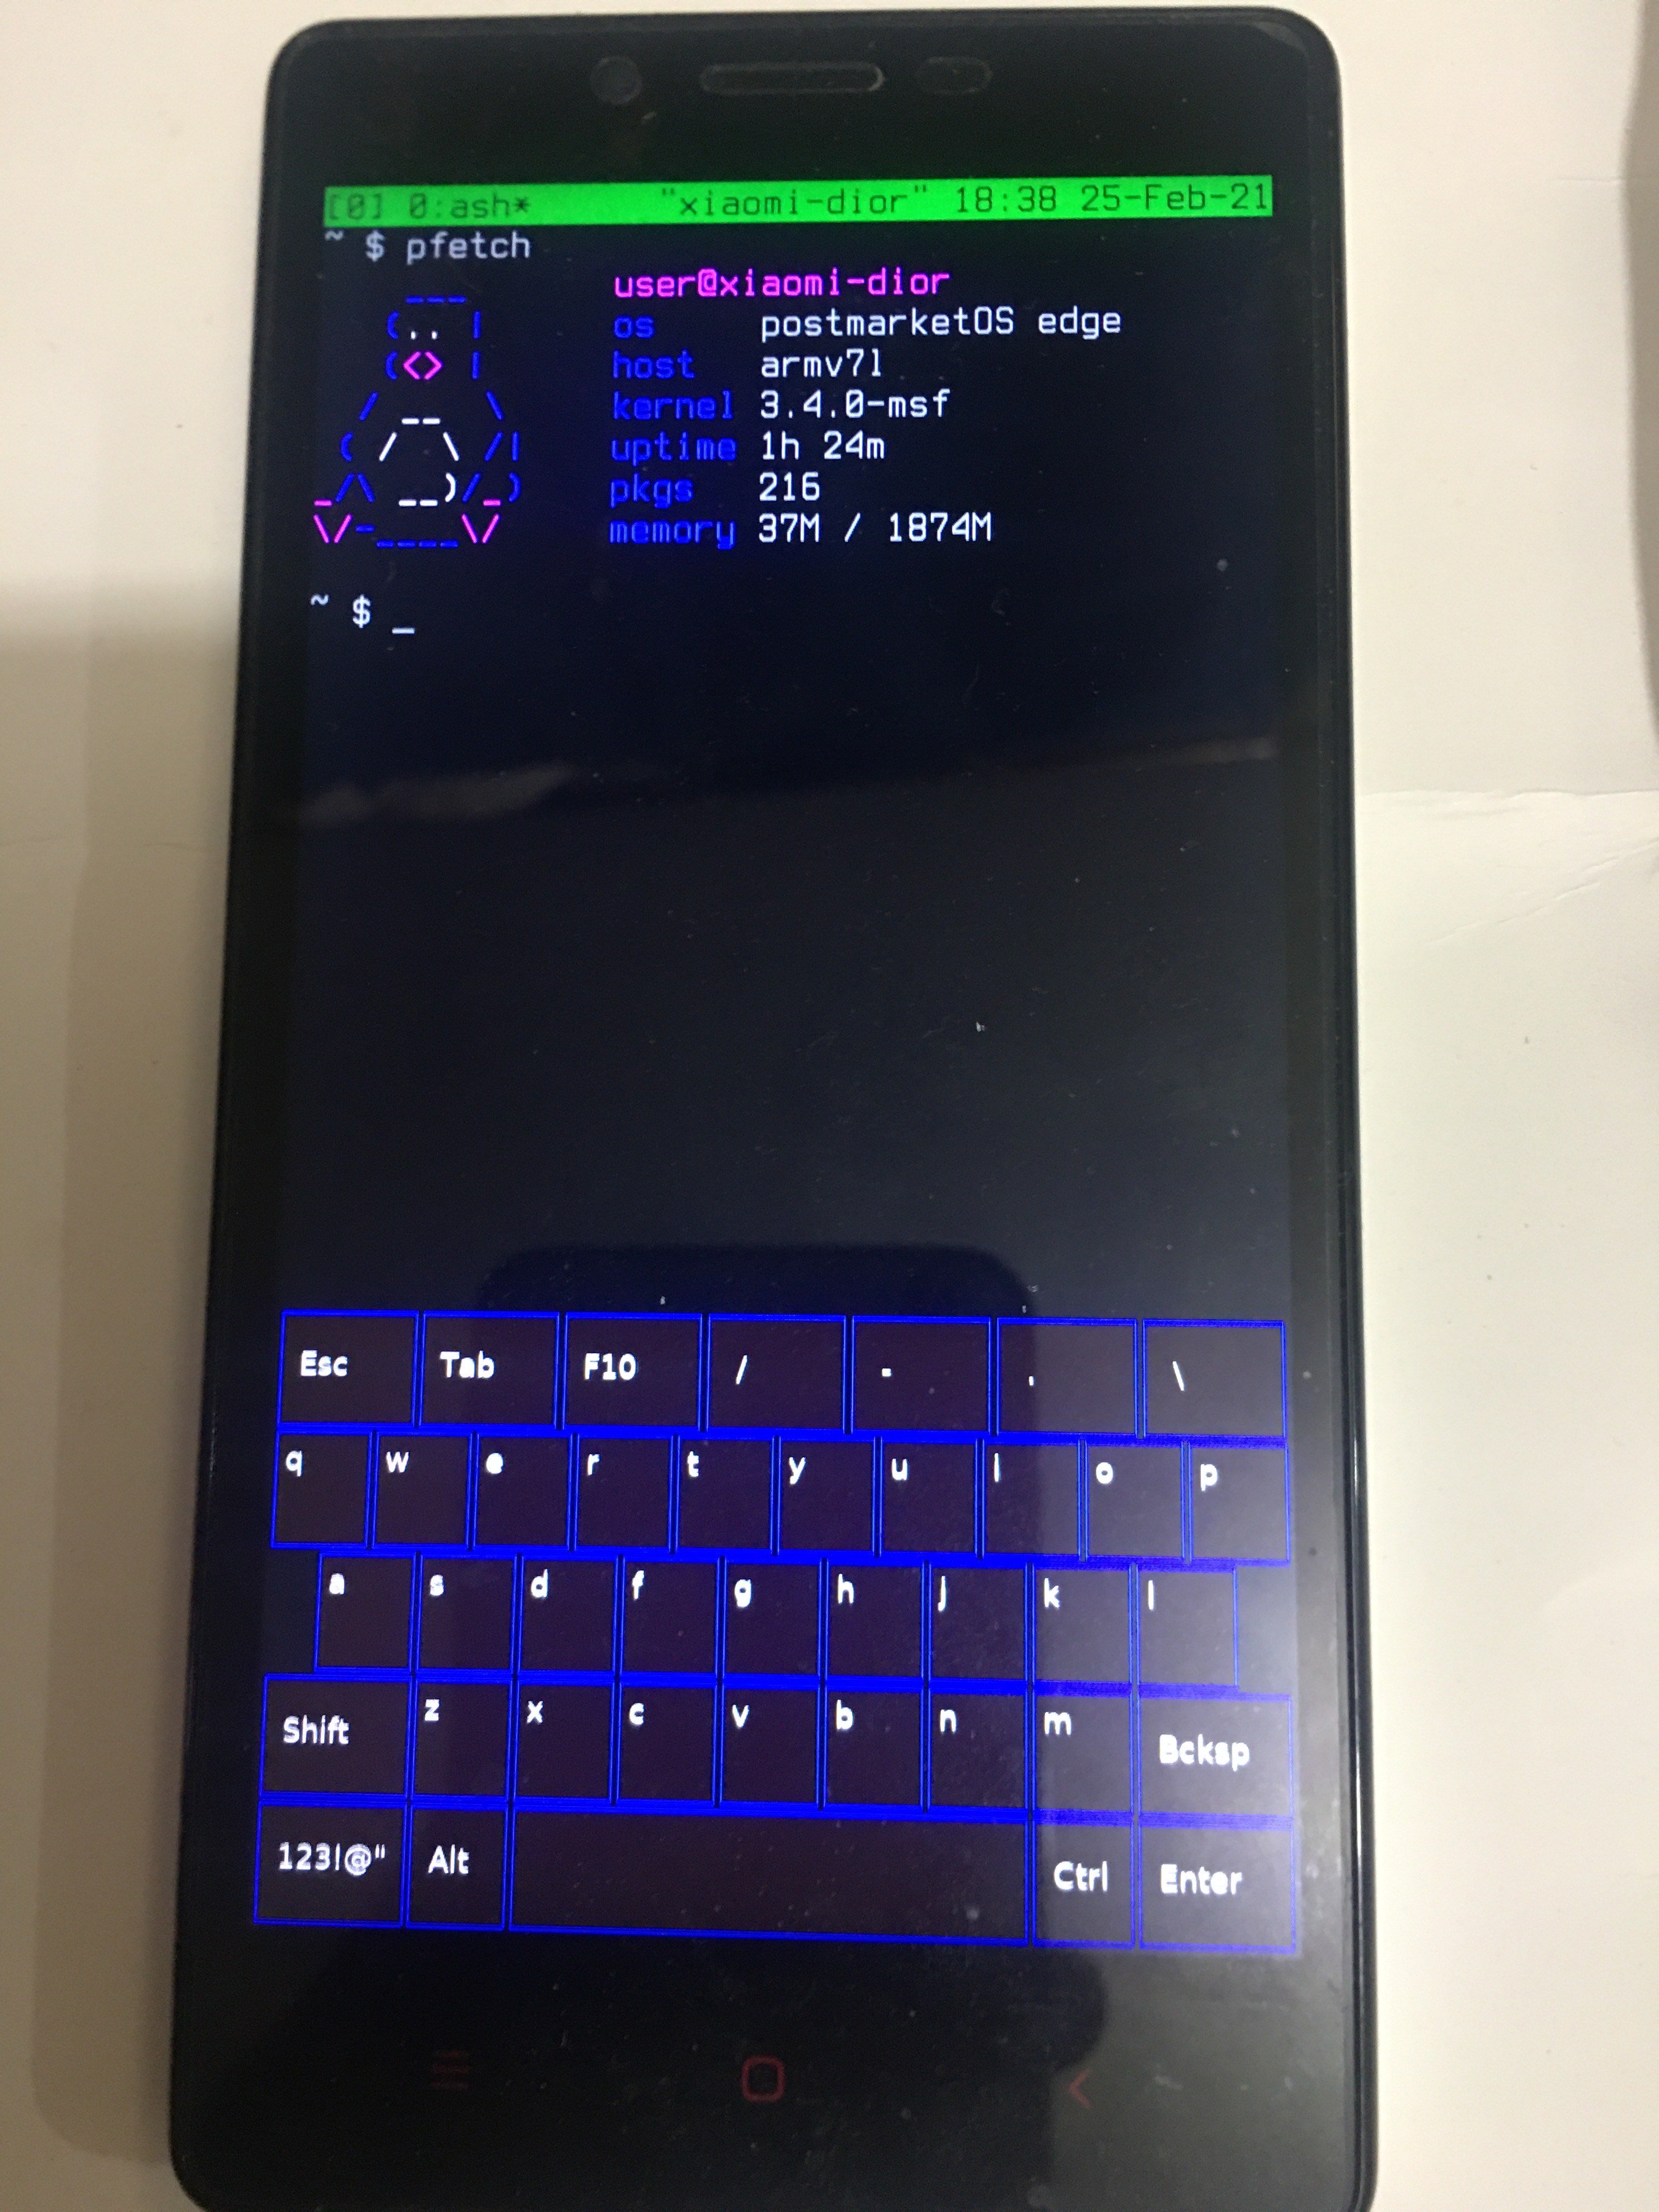 [0] 0:ash* "xiaomi-dior" 18:38 25-Feb-21
~ $ pfetch
user@xiaomi-dior
os postmarketOS edge
host armv7l
kernel 3.4.0-msf
uptime 1h 24m
pkgs 216
memory 37M / 1874M
~ $ _
Esc Tab F10 / - . \
q w e r t y u i o p
a s d f g h j k l
Shift z x c v b n m Bcksp
123!@" Alt Ctrl Enter